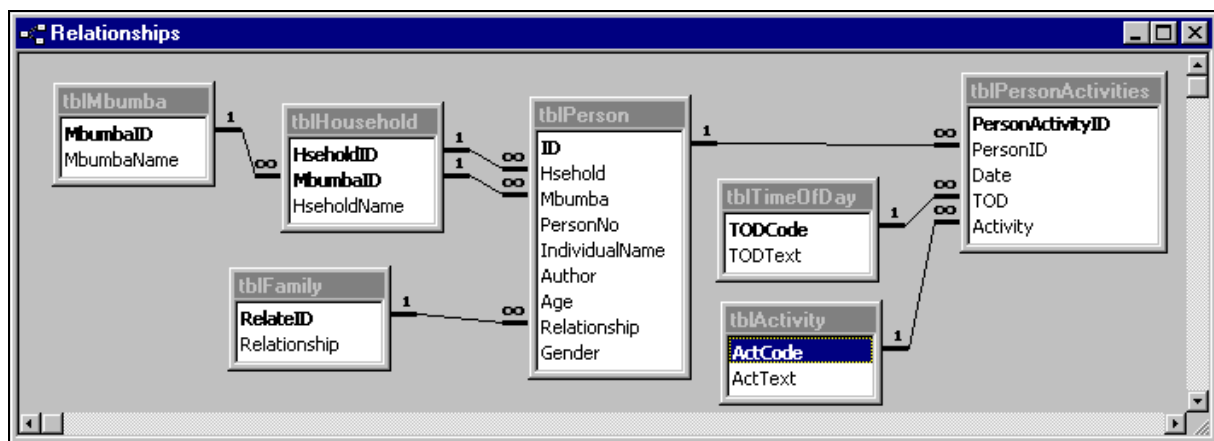 Relationships
tblMbumba
MbumbaID
MbumbaName
1
∞
tblHousehold
HseholdID
MbumbaID
HseholdName
1
∞
1
∞
tblFamily
RelateID
Relationship
1
∞
tblPerson
ID
Hsehold
Mbumba
PersonNo
IndividualName
Author
Age
Relationship
Gender
1
∞
tblTimeOfDay
TODCode
TODText
1
∞
tblActivity
ActCode
ActText
1
∞
tblPersonActivities
PersonActivityID
PersonID
Date
TOD
Activity